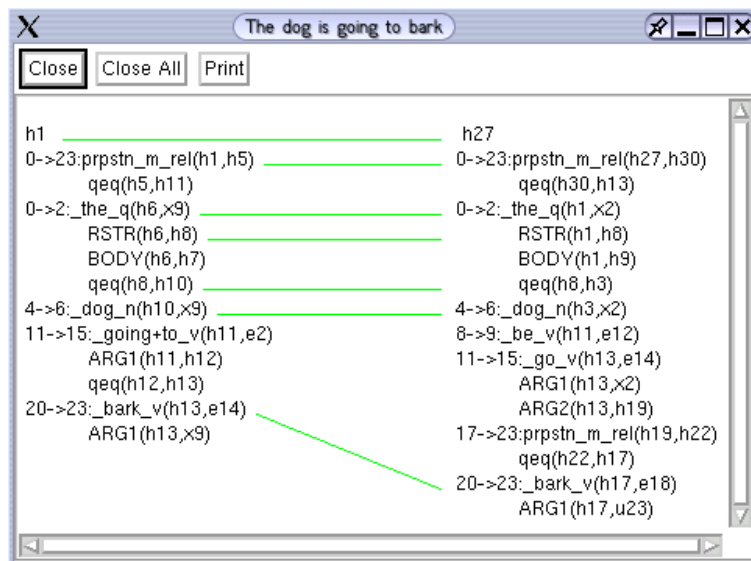 The dog is going to bark
Close Close All Print
h1
0->23:prpstn_m_rel(h1,h5)
qeq(h5,h11)
0->2:_the_q(h6,x9)
RSTR(h6,h8)
BODY(h6,h7)
qeq(h8,h10)
4->6:_dog_n(h10,x9)
11->15:_going+to_v(h11,e2)
ARG1(h11,h12)
qeq(h12,h13)
20->23:_bark_v(h13,e14)
ARG1(h13,x9)
h27
0->23:prpstn_m_rel(h27,h30)
qeq(h30,h13)
0->2:_the_q(h1,x2)
RSTR(h1,h8)
BODY(h1,h9)
qeq(h8,h3)
4->6:_dog_n(h3,x2)
8->9:_be_v(h11,e12)
11->15:_go_v(h13,e14)
ARG1(h13,x2)
ARG2(h13,h19)
17->23:prpstn_m_rel(h19,h22)
qeq(h22,h17)
20->23:_bark_v(h17,e18)
ARG1(h17,u23)